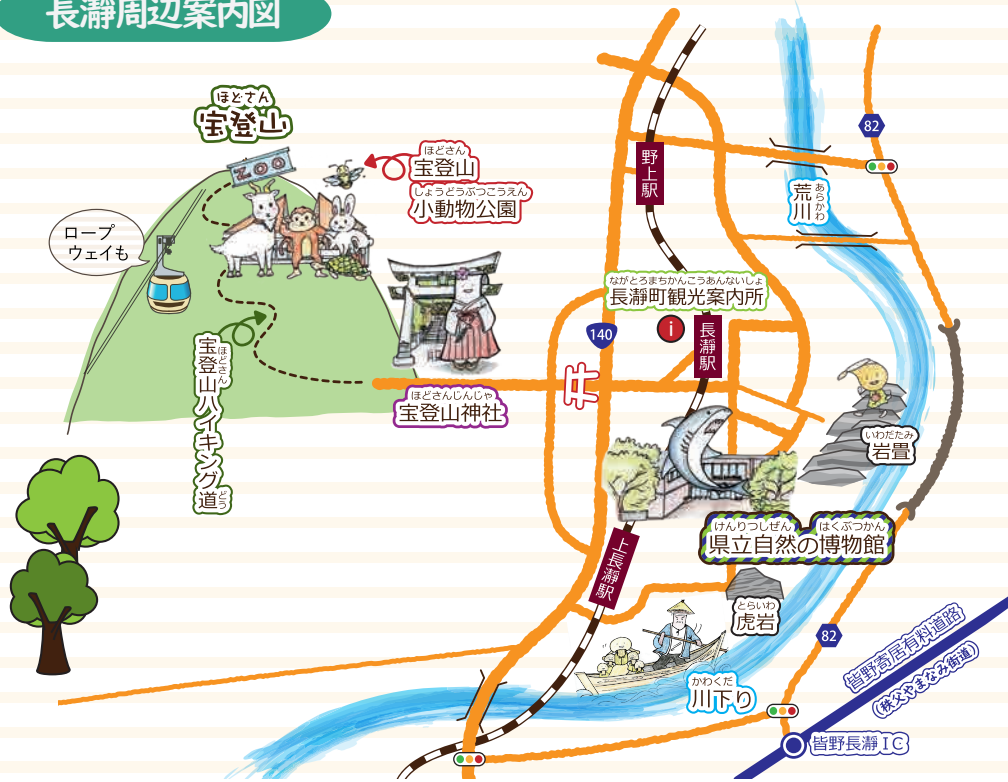 長瀞周辺案内図
ほどさん
宝登山
ZOO
ほどさん
宝登山
しょうどうぶつこうえん
小動物公園
ロープ
ウェイも
ほどさん
宝登山ハイキング道
どう
ほどさんじんじゃ
宝登山神社
野上駅
82
あらかわ
荒川
ながとろまちかんこうあんないしょ
長瀞町観光案内所
i
140
長瀞駅
いわだたみ
岩畳
けんりつしぜん はくぶつかん
県立自然の博物館
上長瀞駅
とらいわ
虎岩
かわくだ
川下り
82
皆野寄居有料道路
(秩父やまなみ街道)
皆野長瀞IC